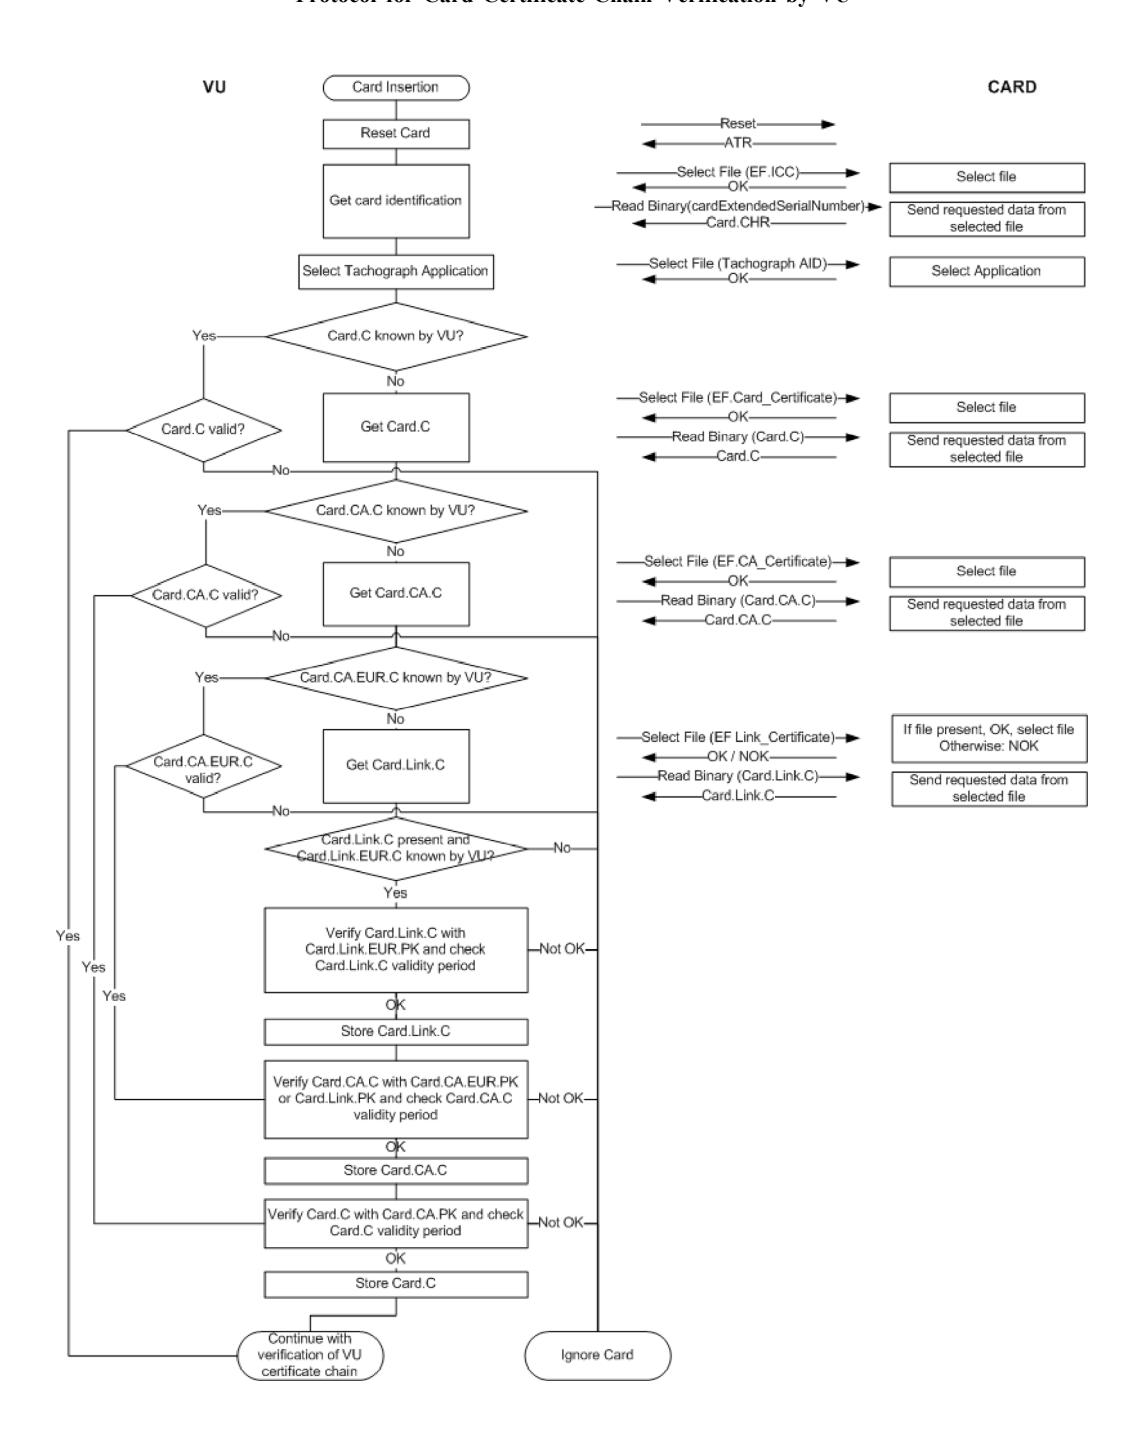 Protocol for Card Certificate Chain Verification by VU
VU
Card Insertion
CARD
Reset Card
Reset
ATR
Get card identification
Select File (EF.ICC)
OK
Select file
Read Binary(cardExtendedSerialNumber)
Card.CHR
Send requested data from
selected file
Select Tachograph Application
Select File (Tachograph AID)
OK
Select Application
Card.C known by VU?
Yes
No
Card.C valid?
Get Card.C
Select File (EF.Card_Certificate)
OK
Select file
Read Binary (Card.C)
Card.C
Send requested data from
selected file
No
Card.CA.C known by VU?
Yes
No
Card.CA.C valid?
Get Card.CA.C
Select File (EF.CA_Certificate)
OK
Select file
Read Binary (Card.CA.C)
Card.CA.C
Send requested data from
selected file
No
Card.CA.EUR.C known by VU?
Yes
No
Card.CA.EUR.C
valid?
Get Card.Link.C
Select File (EF Link_Certificate)
OK / NOK
If file present, OK, select file
Otherwise: NOK
Read Binary (Card.Link.C)
Card.Link.C
Send requested data from
selected file
No
Card.Link.C present and
Card.Link.EUR.C known by VU?
No
Yes
Verify Card.Link.C with
Card.Link.EUR.PK and check
Card.Link.C validity period
Not OK
Yes
Yes
Yes
OK
Store Card.Link.C
Verify Card.CA.C with Card.CA.EUR.PK
or Card.Link.PK and check Card.CA.C
validity period
Not OK
OK
Store Card.CA.C
Verify Card.C with Card.CA.PK and check
Card.C validity period
Not OK
OK
Store Card.C
Continue with
verification of VU
certificate chain
Ignore Card